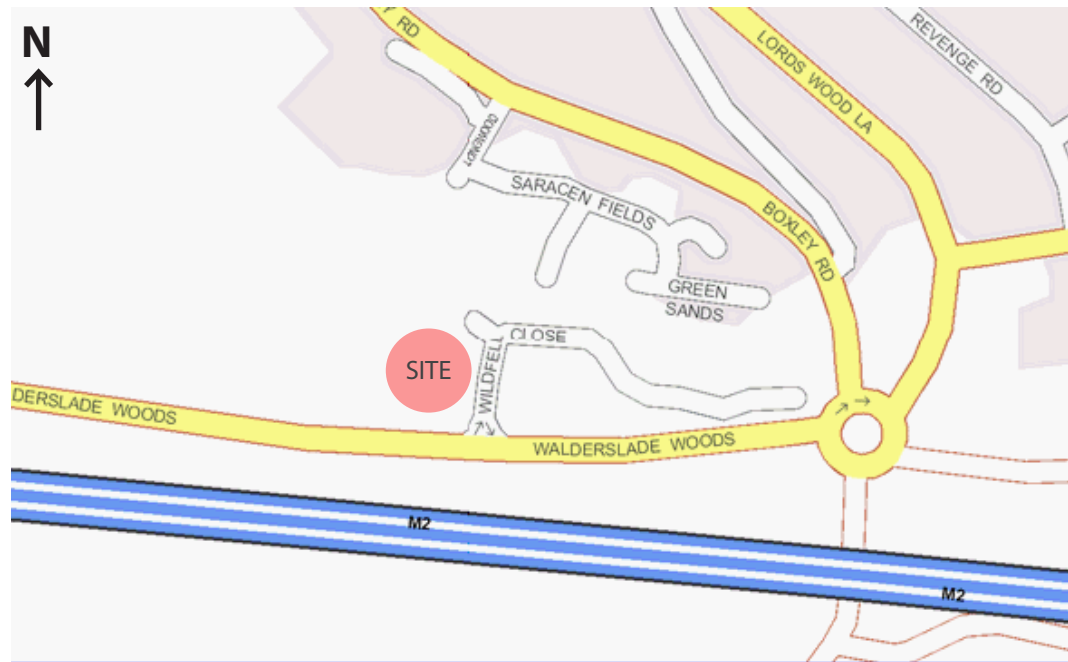 N
Y RD
REVENGE RD
LORDS WOOD LA
SARACEN FIELDS
BOXLEY RD
GREEN
SANDS
CLOSE
WILDFELL
SITE
DERSLADE WOODS
WALDERSLADE WOODS
M2
M2